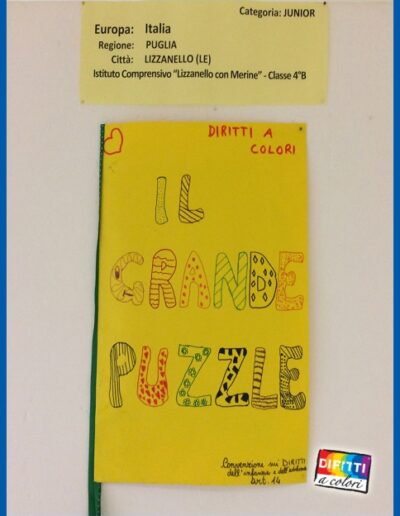 Categoria: JUNIOR
Europa: Italia
Regione: PUGLIA
Città: LIZZANELLO (LE)
Istituto Comprensivo "Lizzanello con Merine" - Classe 4°B
DIRITTI A
COLORI
IL
GRANDE
PUZZLE
Convenzione sui DIRITTI
dell'infanzia e dell'
art. 14
DIRITTI
a colori